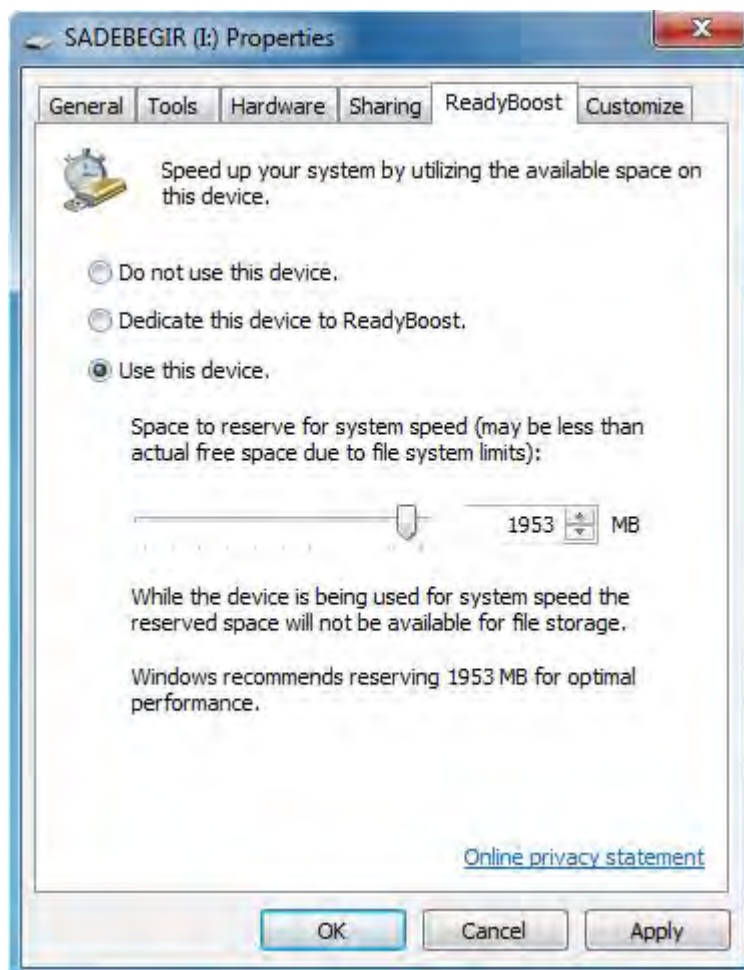 SADEBEGIR (I:) Properties
General Tools Hardware Sharing ReadyBoost Customize
Speed up your system by utilizing the available space on
this device.
Do not use this device.
Dedicate this device to ReadyBoost.
Use this device.
Space to reserve for system speed (may be less than
actual free space due to file system limits):
1953 MB
While the device is being used for system speed the
reserved space will not be available for file storage.
Windows recommends reserving 1953 MB for optimal
performance.
Online privacy statement
OK Cancel Apply